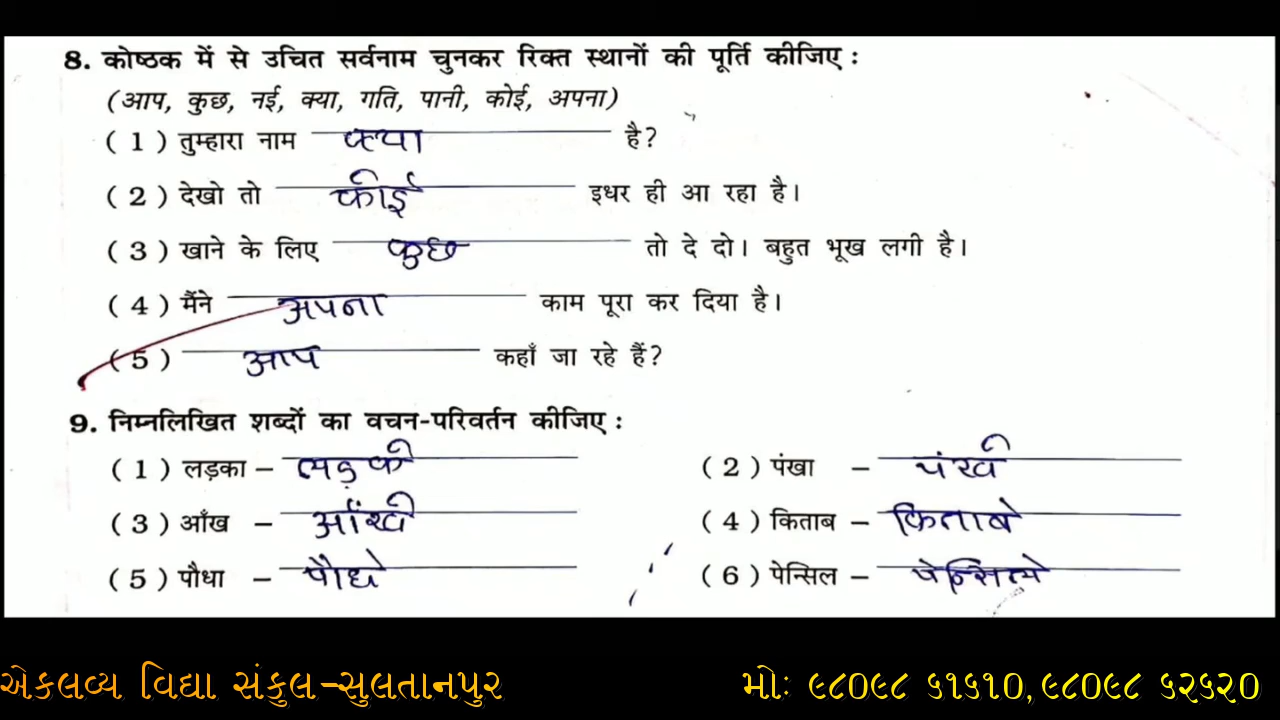 8. कोष्ठक में से उचित सर्वनाम चुनकर रिक्त स्थानों की पूर्ति कीजिए :
(आप, कुछ, नई, क्या, गति, पानी, कोई, अपना)
( 1 ) तुम्हारा नाम क्या है?
( 2 ) देखो तो कोई इधर ही आ रहा है।
( 3 ) खाने के लिए कुछ तो दे दो। बहुत भूख लगी है।
( 4 ) मैंने अपना काम पूरा कर दिया है।
( 5 ) आप कहाँ जा रहे हैं?
9. निम्नलिखित शब्दों का वचन-परिवर्तन कीजिए :
( 1 ) लड़का – लड़की ( 2 ) पंखा – पंखी
( 3 ) आँख – आँखी ( 4 ) किताब – किताबे
( 5 ) पौधा – पौधे ( 6 ) पेन्सिल – पेन्सिले
એકલવ્ય વિદ્યા સંકુલ-સુલતાનપુર મોઃ ૯૮૦૯૮ ૬૧૬૧૦, ૯૮૦૯૮ ૬૨૬૨૦